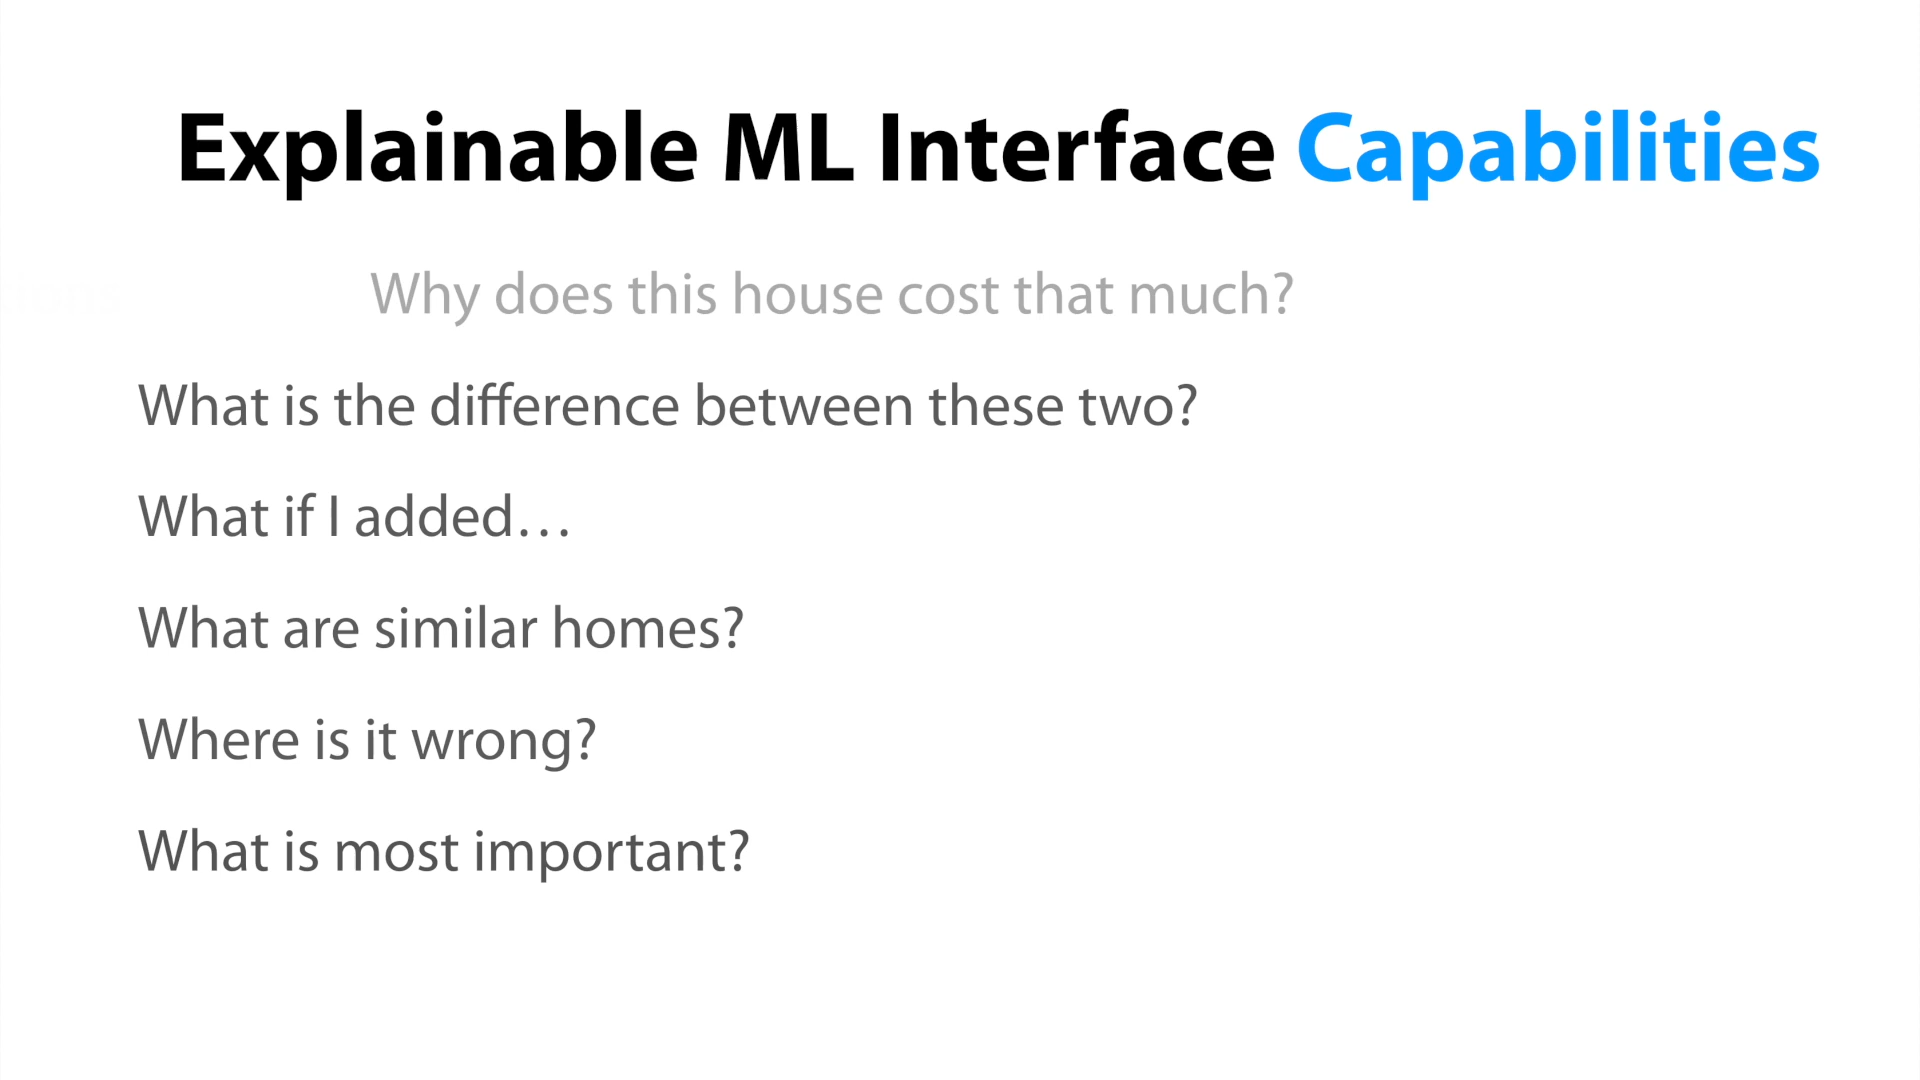 Explainable ML Interface Capabilities
Why does this house cost that much?
What is the difference between these two?
What if I added…
What are similar homes?
Where is it wrong?
What is most important?